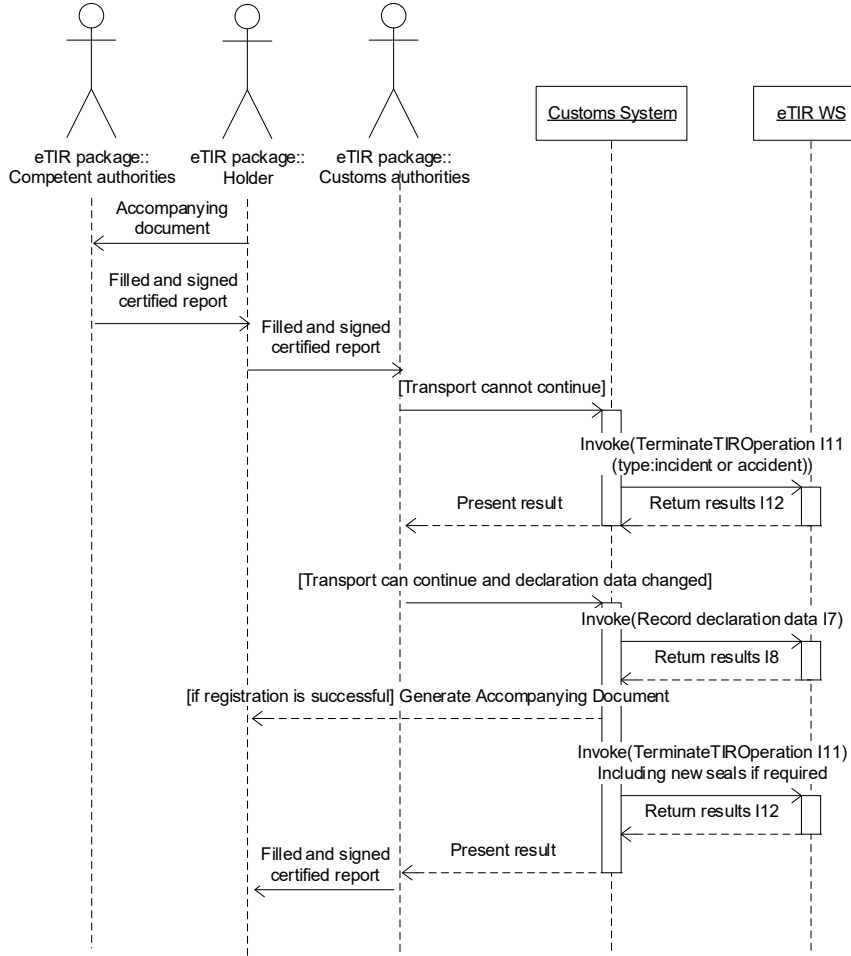 Customs System
eTIR WS
eTIR package::
Competent authorities
eTIR package::
Holder
eTIR package::
Customs authorities
Accompanying
document
Filled and signed
certified report
Filled and signed
certified report
[Transport cannot continue]
Invoke(TerminateTIROperation I11
(type:incident or accident))
Present result
Return results I12
[Transport can continue and declaration data changed]
Invoke(Record declaration data I7)
Return results I8
[if registration is successful] Generate Accompanying Document
Invoke(TerminateTIROperation I11)
Including new seals if required
Return results I12
Present result
Filled and signed
certified report